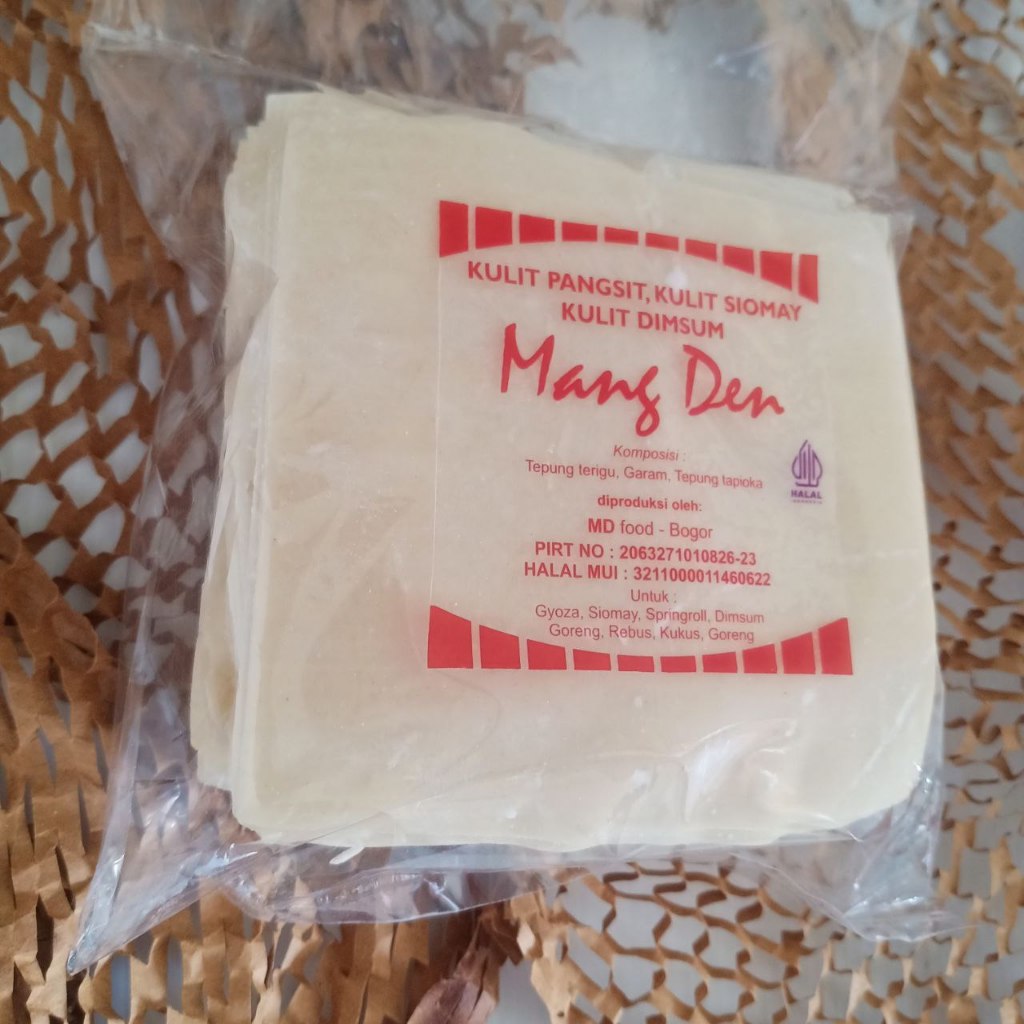 KULIT PANGSIT, KULIT SIOMAY
KULIT DIMSUM
Mang Den
Komposisi :
Tepung terigu, Garam, Tepung tapioka
HALAL
diproduksi oleh:
MD food - Bogor
PIRT NO : 2063271010826-23
HALAL MUI : 3211000011460622
Untuk :
Gyoza, Siomay, Springroll, Dimsum
Goreng, Rebus, Kukus, Goreng